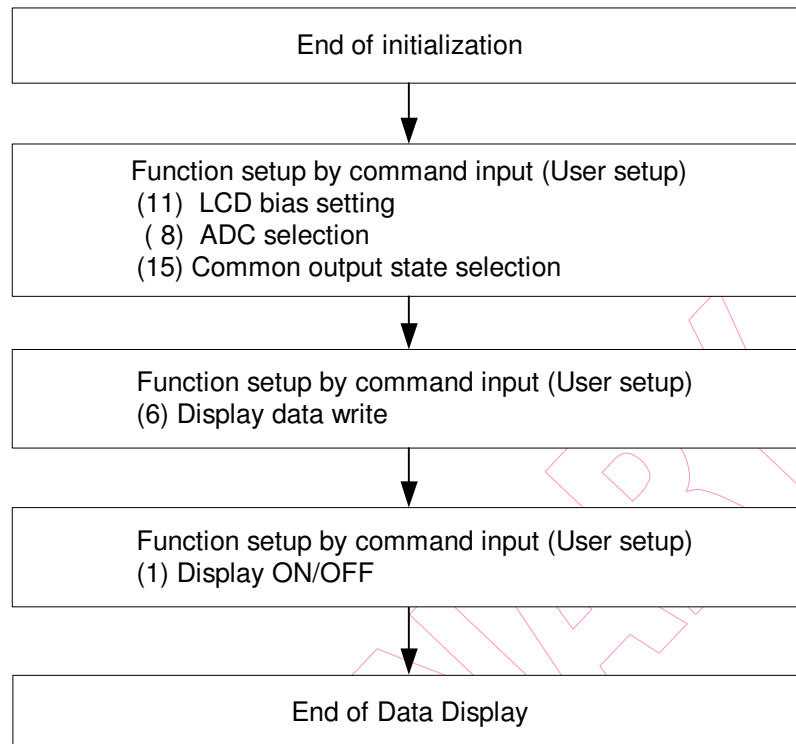 End of initialization
Function setup by command input (User setup)
(11) LCD bias setting
( 8) ADC selection
(15) Common output state selection
Function setup by command input (User setup)
(6) Display data write
Function setup by command input (User setup)
(1) Display ON/OFF
End of Data Display